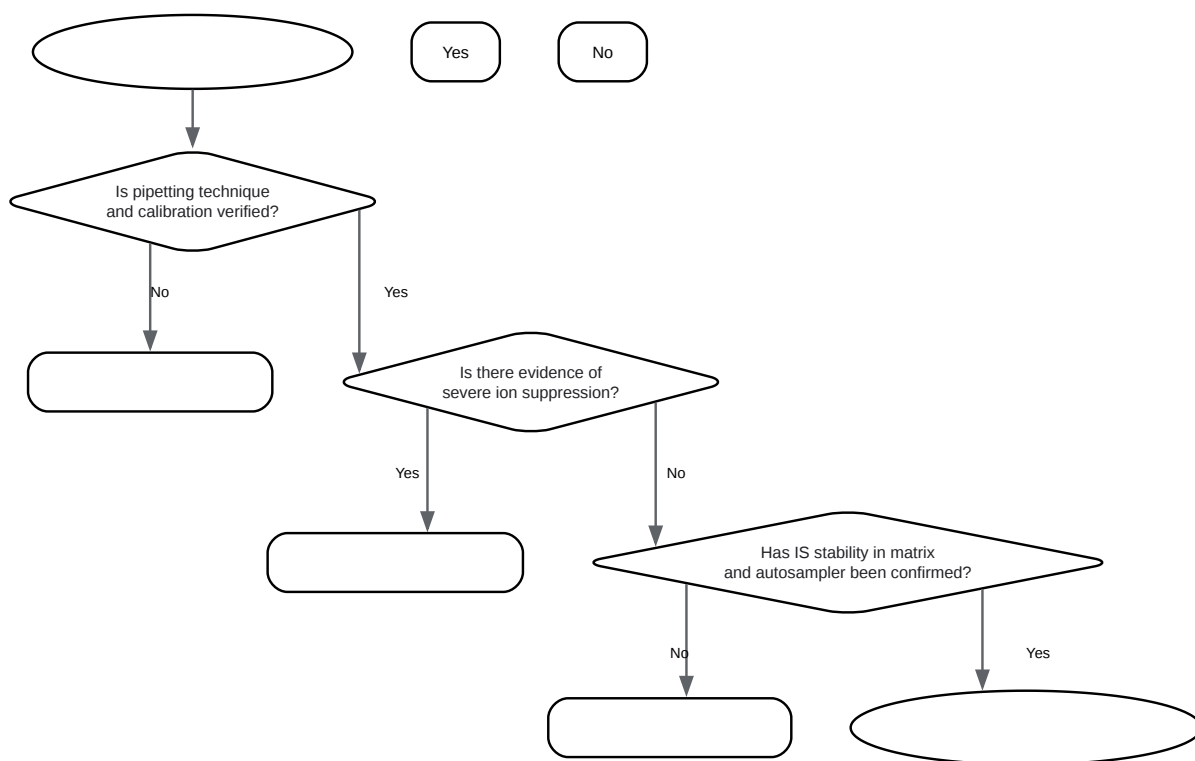 Yes
No
Is pipetting technique
and calibration verified?
No
Yes
Is there evidence of
severe ion suppression?
Yes
No
Has IS stability in matrix
and autosampler been confirmed?
No
Yes